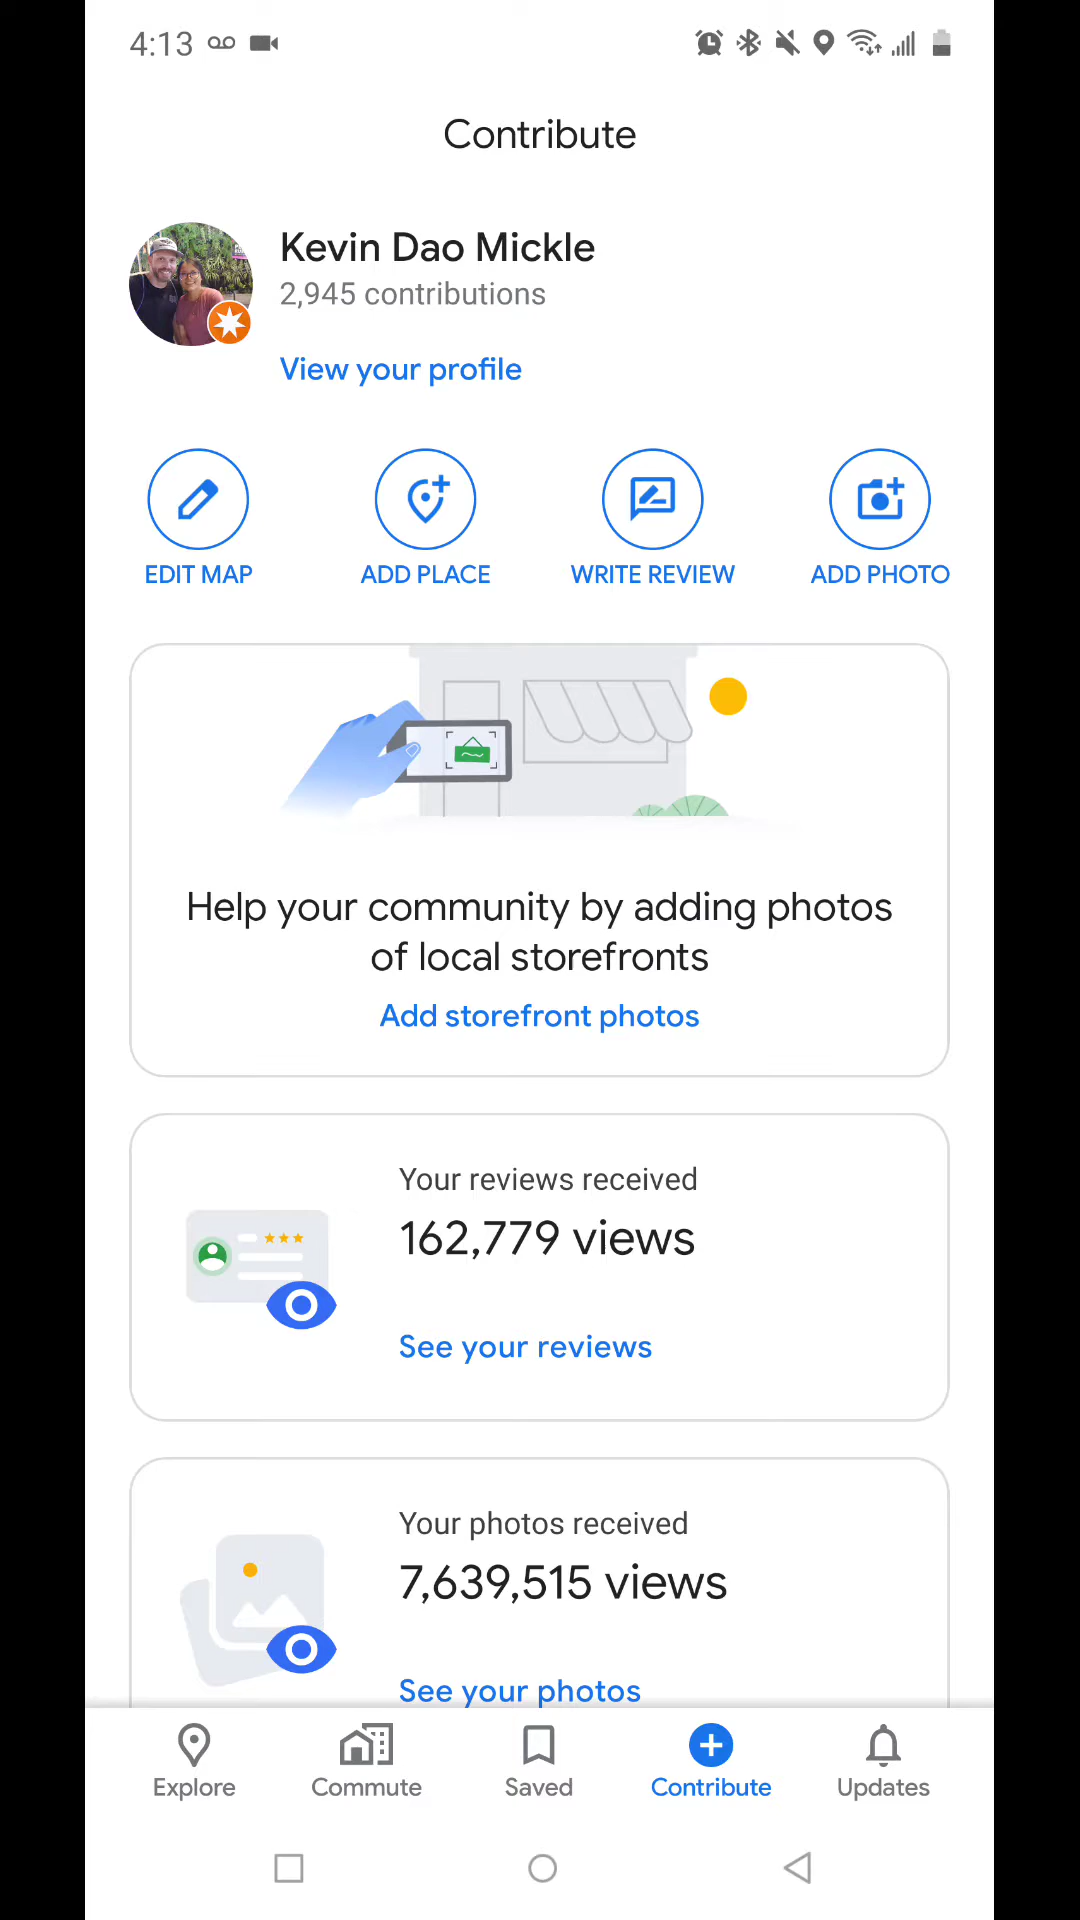 4:13
Contribute
Kevin Dao Mickle
2,945 contributions
View your profile
EDIT MAP
ADD PLACE
WRITE REVIEW
ADD PHOTO
Help your community by adding photos
of local storefronts
Add storefront photos
Your reviews received
162,779 views
See your reviews
Your photos received
7,639,515 views
See your photos
Explore
Commute
Saved
Contribute
Updates